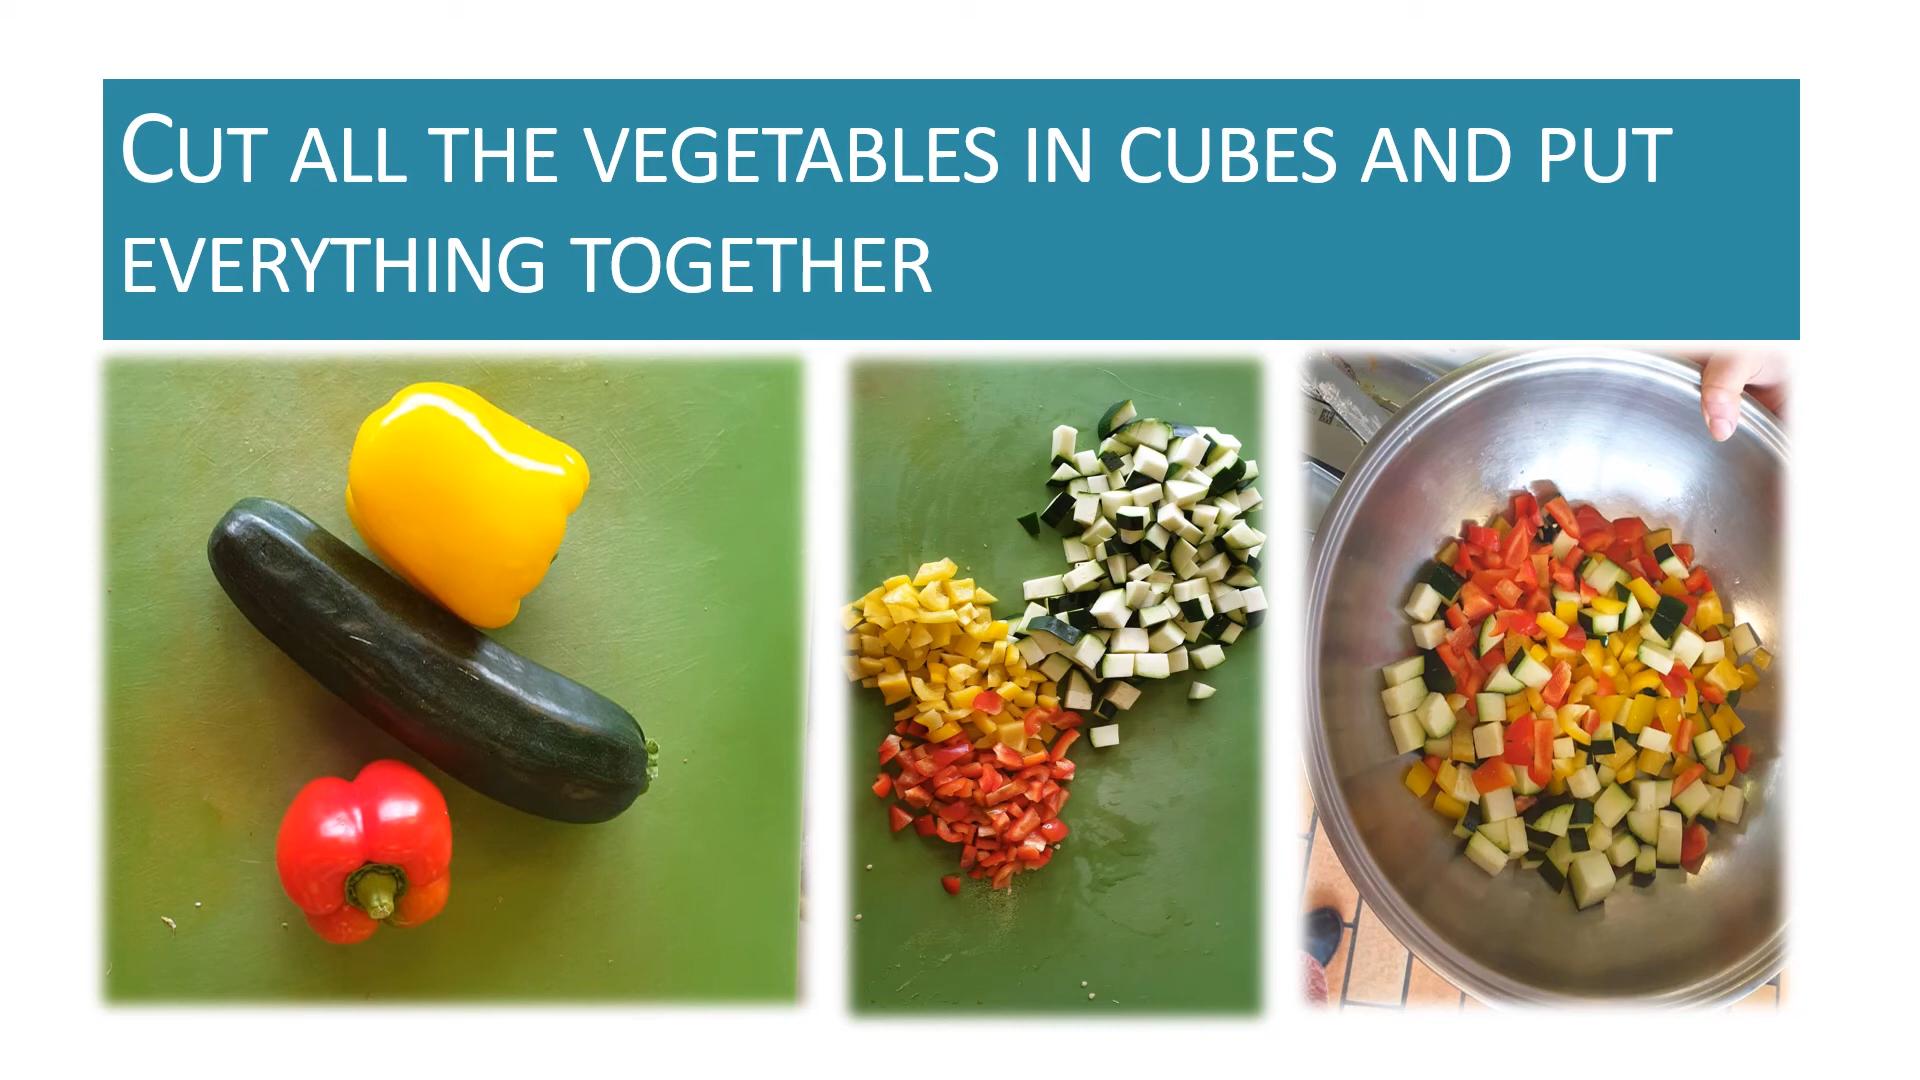 Cut all the vegetables in cubes and put
everything together